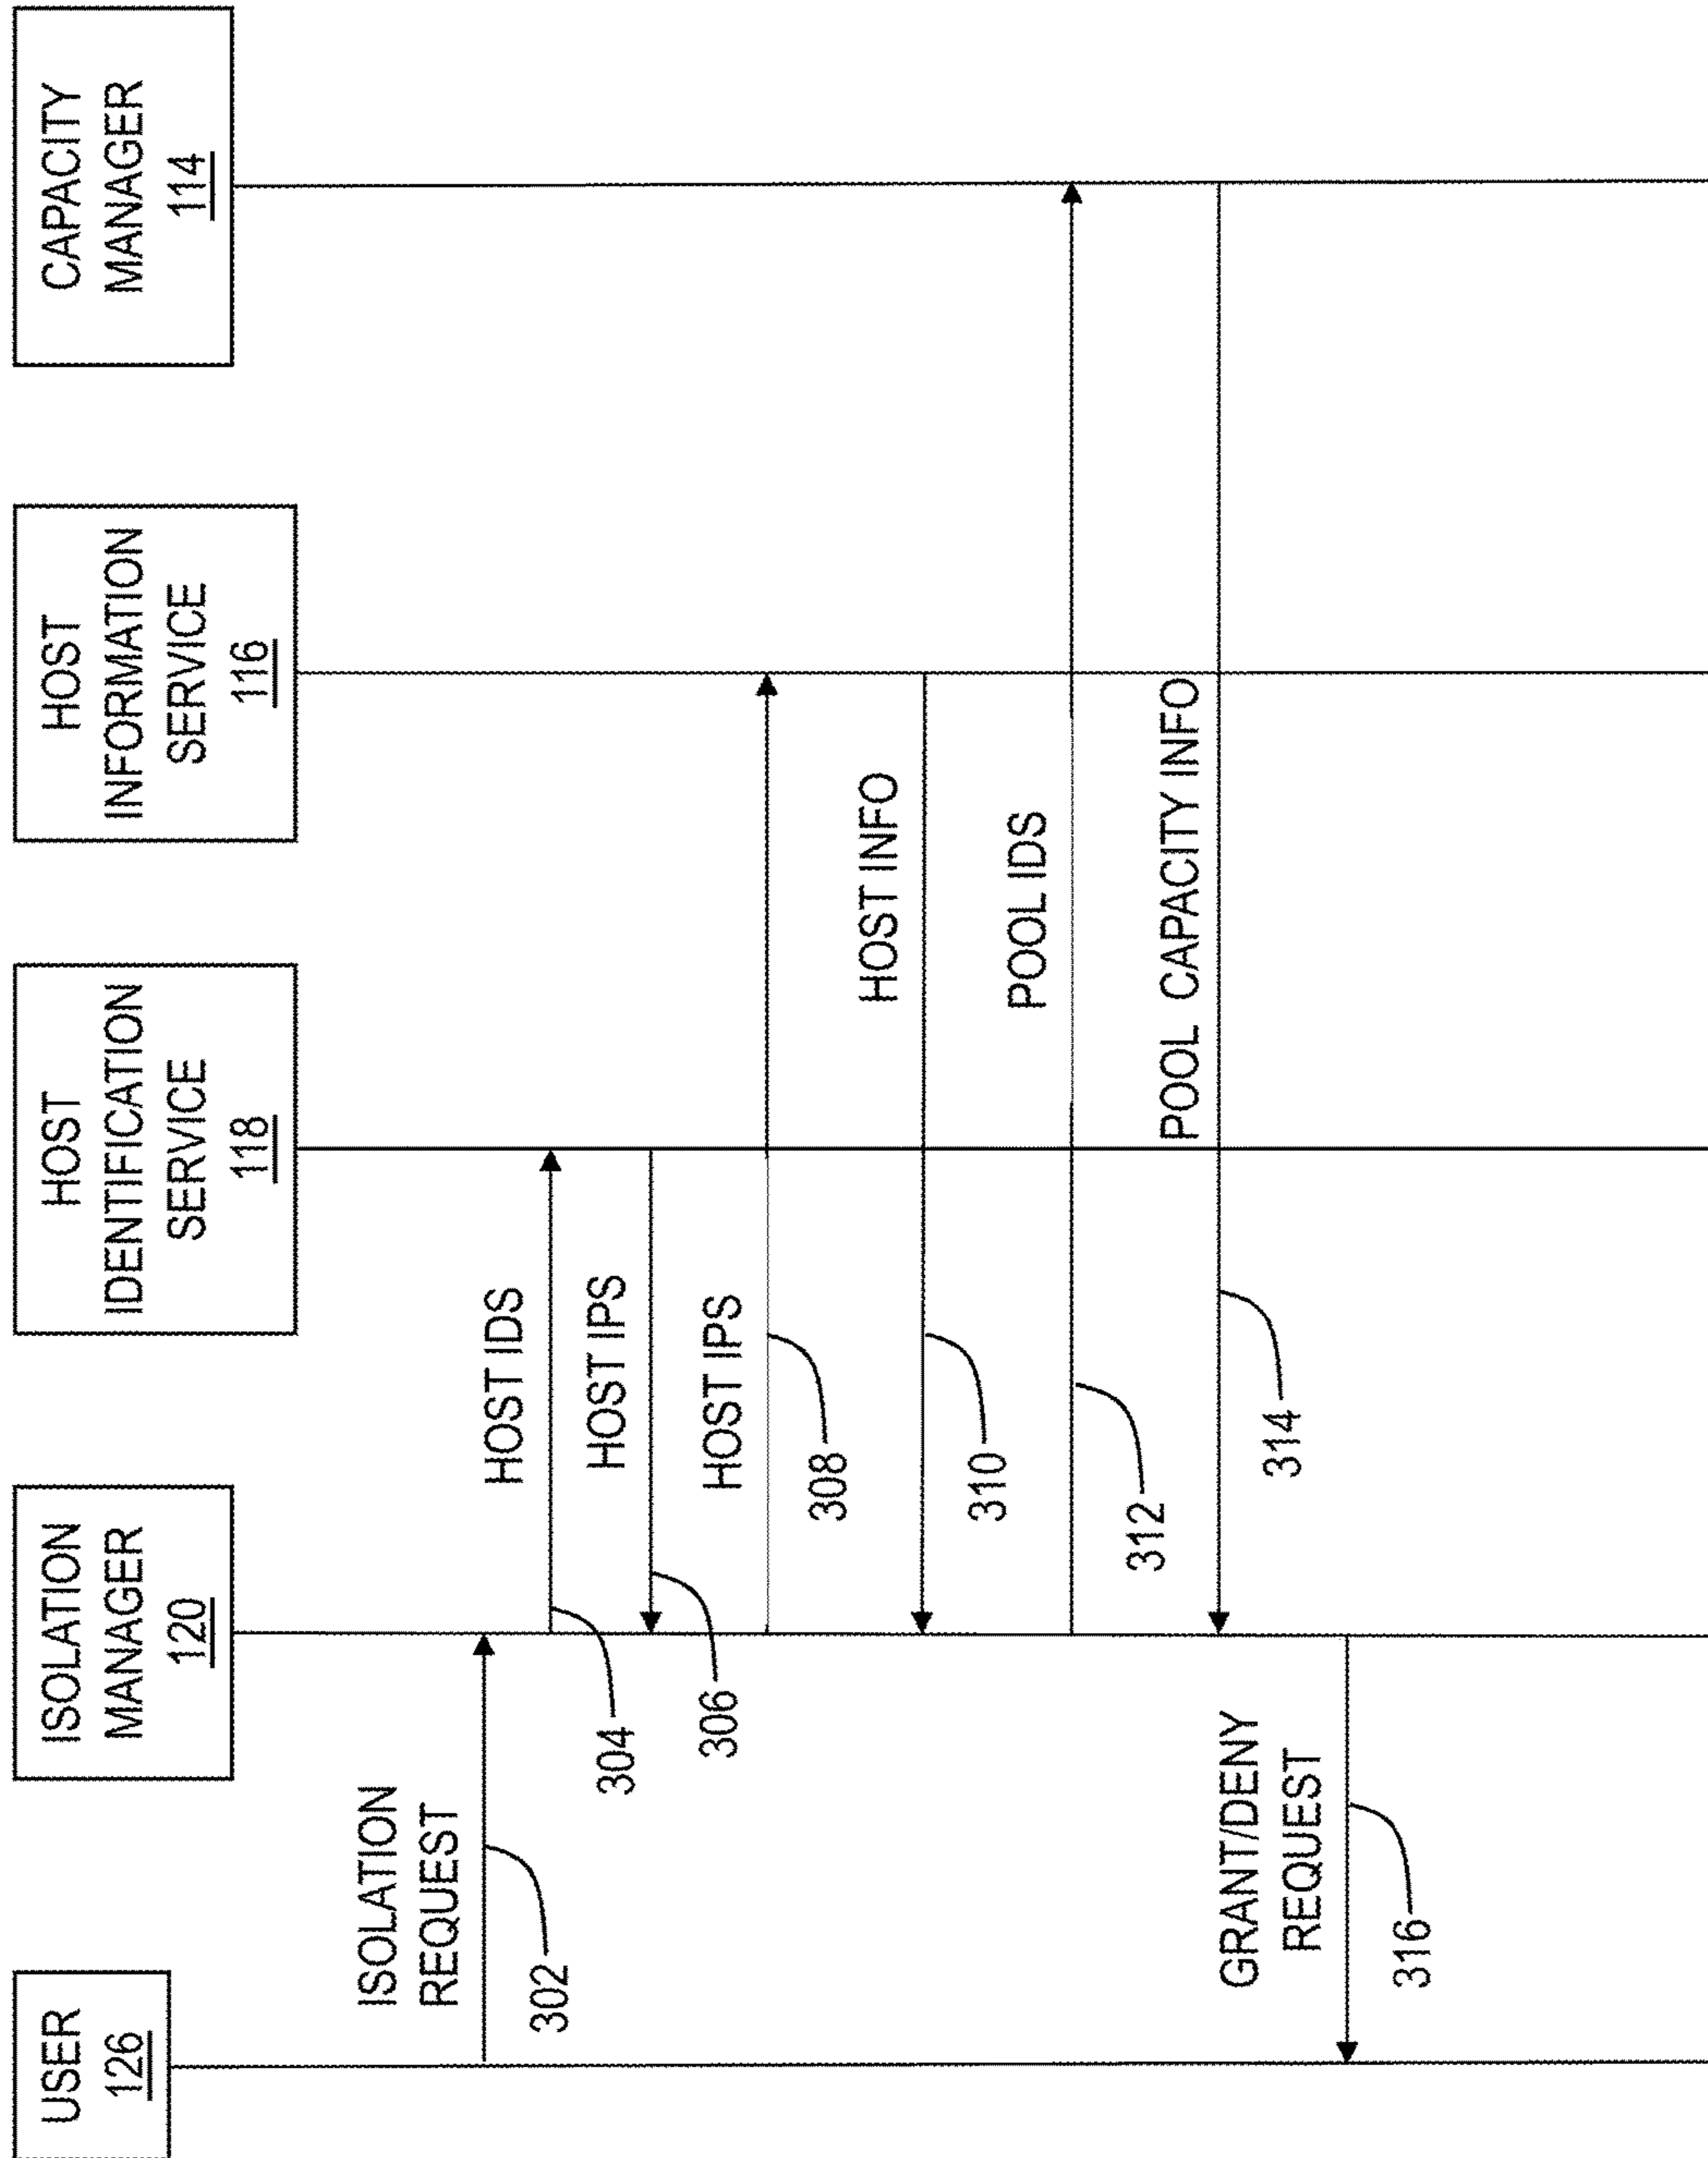 USER
126
ISOLATION
MANAGER
120
HOST
IDENTIFICATION
SERVICE
118
HOST
INFORMATION
SERVICE
116
CAPACITY
MANAGER
114
ISOLATION
REQUEST
302
HOST IDS
304
HOST IPS
306
HOST IPS
308
HOST INFO
310
POOL IDS
312
POOL CAPACITY INFO
314
GRANT/DENY
REQUEST
316